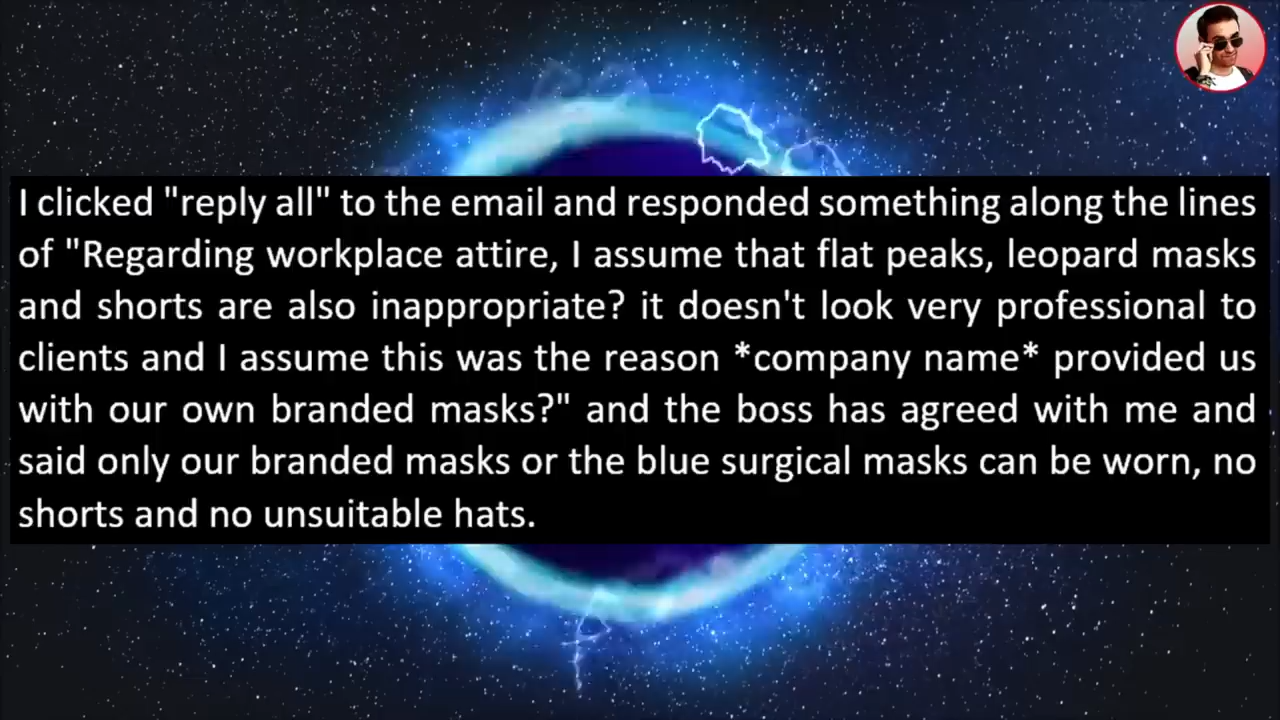 I clicked "reply all" to the email and responded something along the lines
of "Regarding workplace attire, I assume that flat peaks, leopard masks
and shorts are also inappropriate? it doesn't look very professional to
clients and I assume this was the reason *company name* provided us
with our own branded masks?" and the boss has agreed with me and
said only our branded masks or the blue surgical masks can be worn, no
shorts and no unsuitable hats.